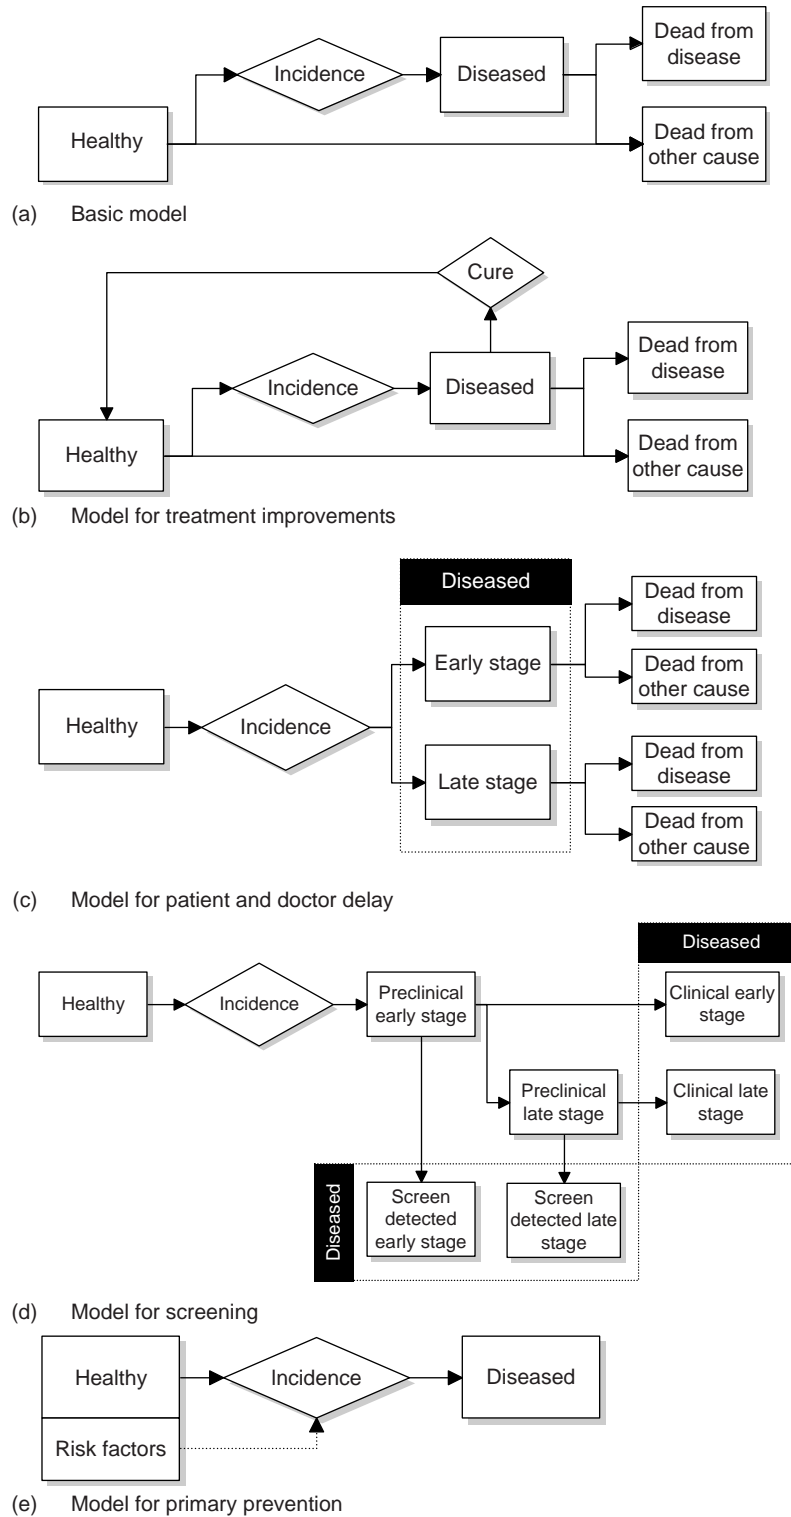 Healthy
Incidence
Diseased
Dead from
disease
Dead from
other cause
(a) Basic model
Cure
Healthy
Incidence
Diseased
Dead from
disease
Dead from
other cause
(b) Model for treatment improvements
Diseased
Healthy
Incidence
Early stage
Late stage
Dead from
disease
Dead from
other cause
Dead from
disease
Dead from
other cause
(c) Model for patient and doctor delay
Diseased
Healthy
Incidence
Preclinical
early stage
Clinical early
stage
Preclinical
late stage
Clinical late
stage
Diseased
Screen
detected
early stage
Screen
detected late
stage
(d) Model for screening
Healthy
Incidence
Diseased
Risk factors
(e) Model for primary prevention